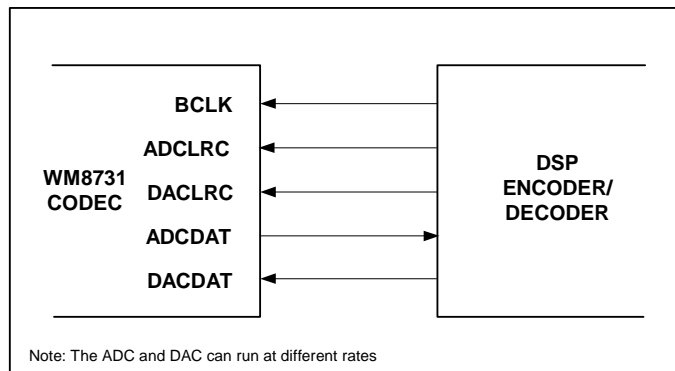 BCLK
ADCLRC
WM8731
CODEC
DACLRC
ADCDAT
DACDAT
DSP
ENCODER/
DECODER
Note: The ADC and DAC can run at different rates